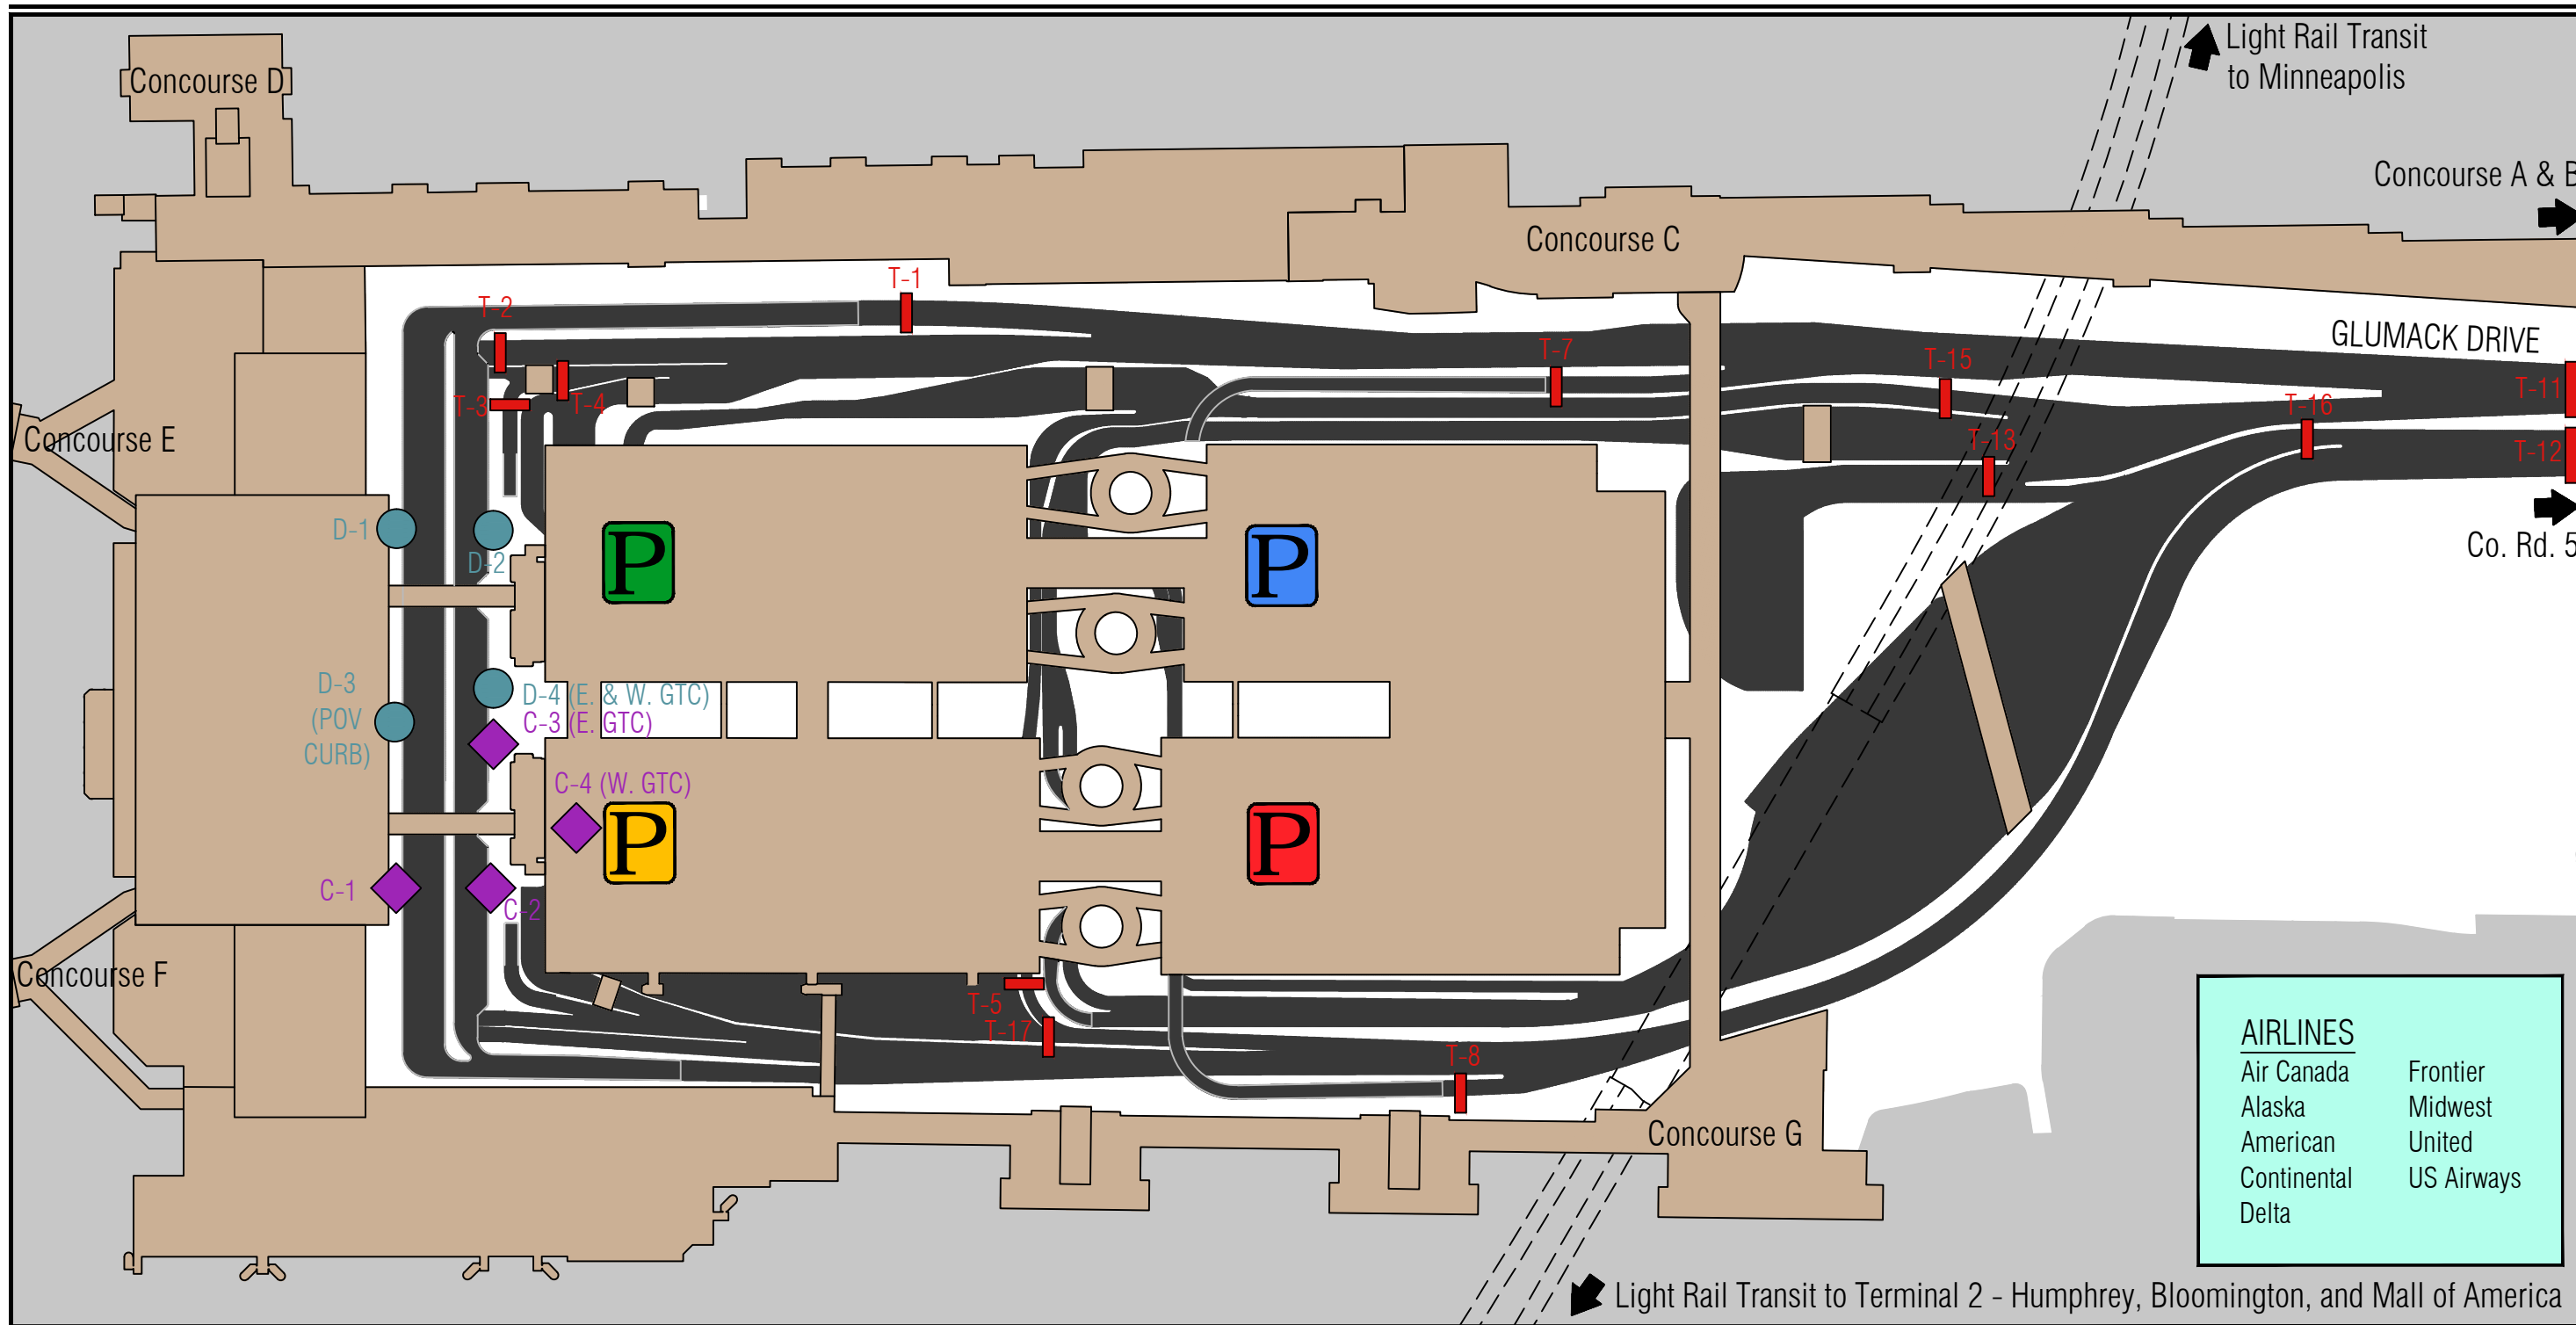 Light Rail Transit
to Minneapolis
Concourse D
Concourse A & B
Concourse C
T-1
T-2
GLUMACK DRIVE
T-7
T-15
T-11
T-3
T-4
T-16
Concourse E
T-13
T-12
D-1
D-2
P
P
Co. Rd. 5
D-3
(POV
CURB)
D-4 (E. & W. GTC)
C-3 (E. GTC)
C-4 (W. GTC)
P
P
C-1
C-2
Concourse F
T-5
T-17
T-8
Concourse G
AIRLINES
Air Canada
Alaska
American
Continental
Delta
Frontier
Midwest
United
US Airways
Light Rail Transit to Terminal 2 - Humphrey, Bloomington, and Mall of America